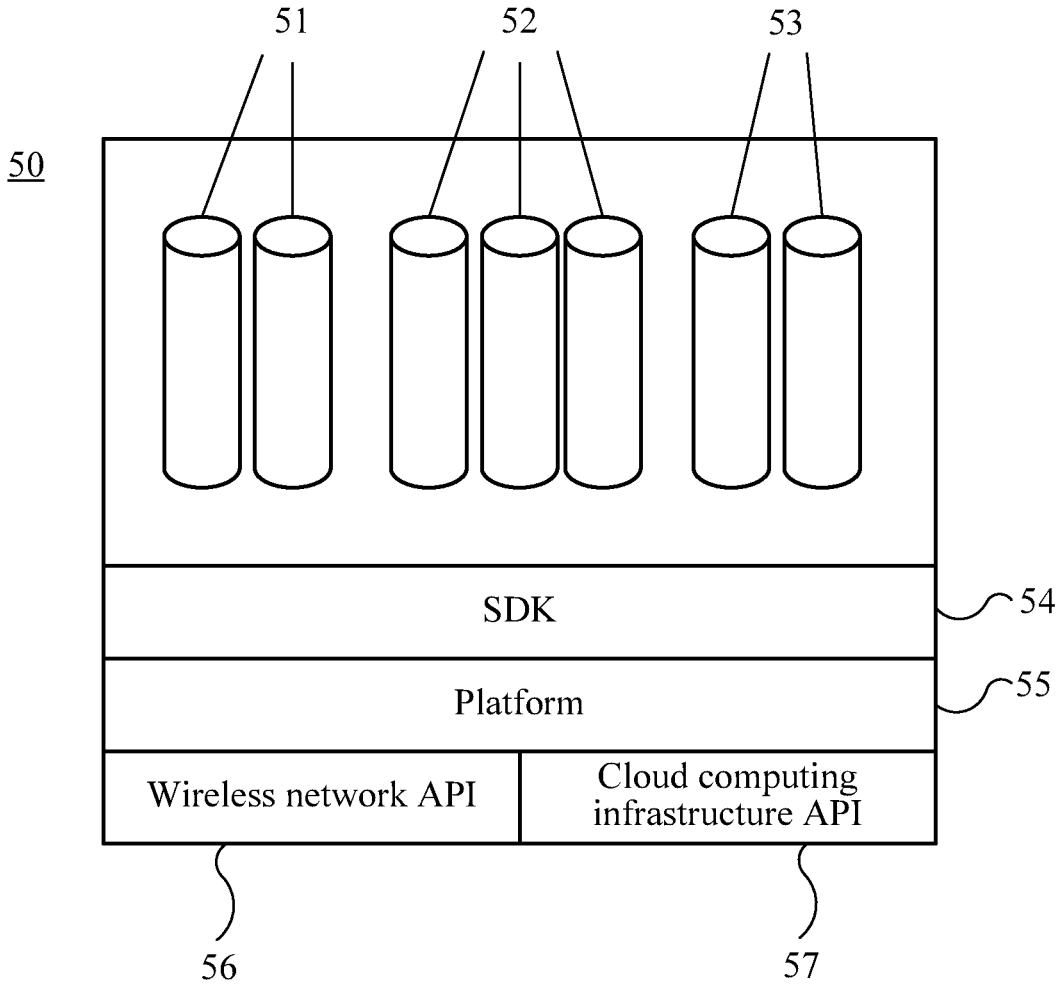 51
52
53
50
SDK
54
Platform
55
Wireless network API
Cloud computing
infrastructure API
56
57